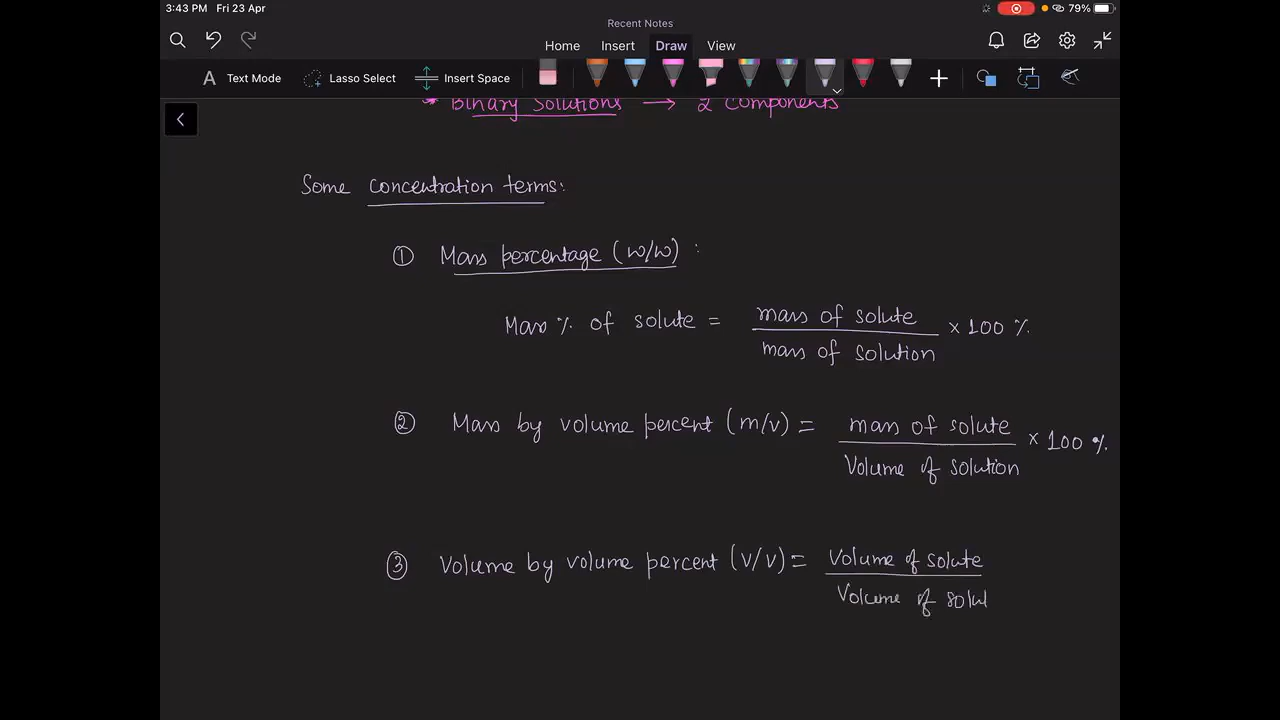 3:43 PM Fri 23 Apr
79%
Recent Notes
Home Insert Draw View
Text Mode Lasso Select Insert Space
* Binary Solutions → 2 Components
Some concentration terms:
① Mass percentage (w/w) :
Mass % of solute = mass of solute / mass of solution × 100 %
② Mass by volume percent (m/v) = mass of solute / Volume of solution × 100 %
③ Volume by volume percent (v/v) = Volume of solute / Volume of solut